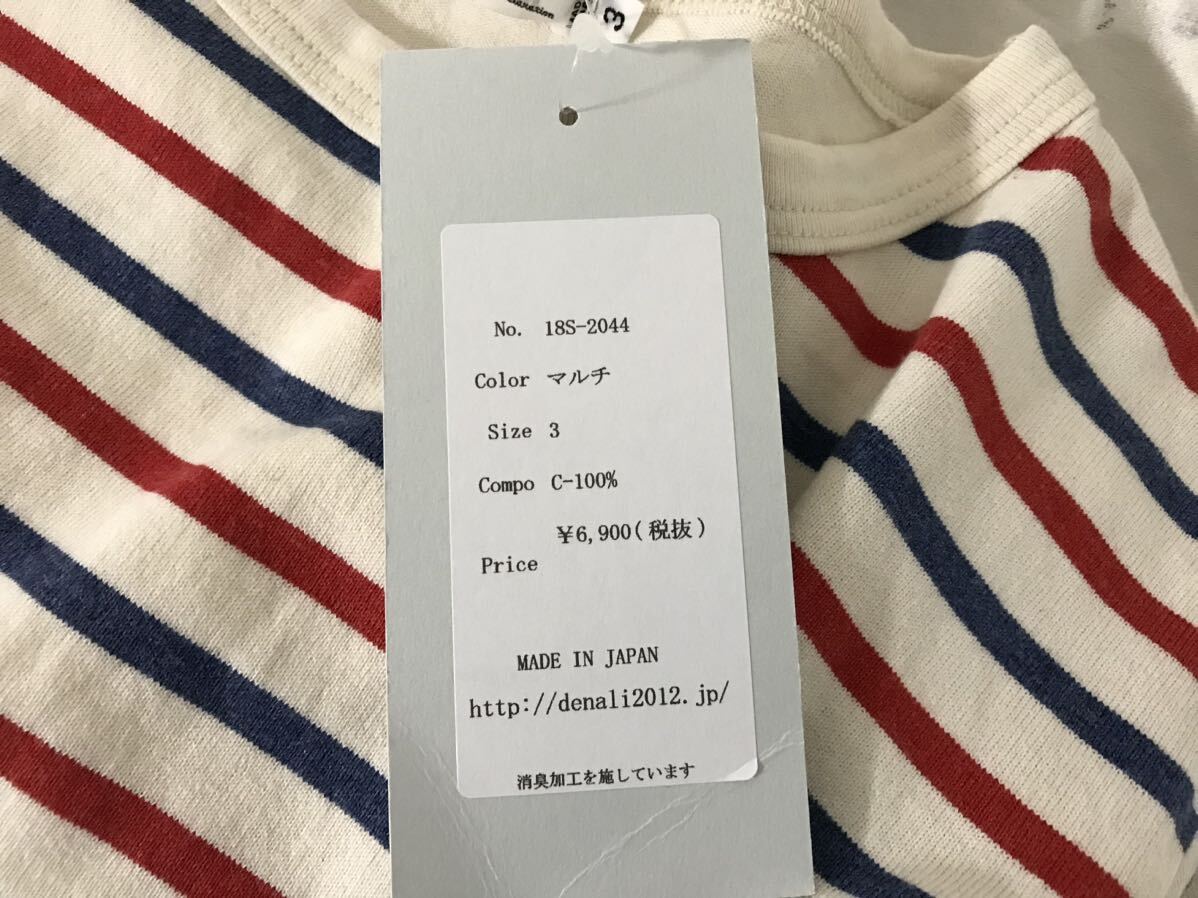 3
No. 18S-2044
Color マルチ
Size 3
Compo C-100%
¥6,900(税抜)
Price
MADE IN JAPAN
http://denali2012.jp/
消臭加工を施しています